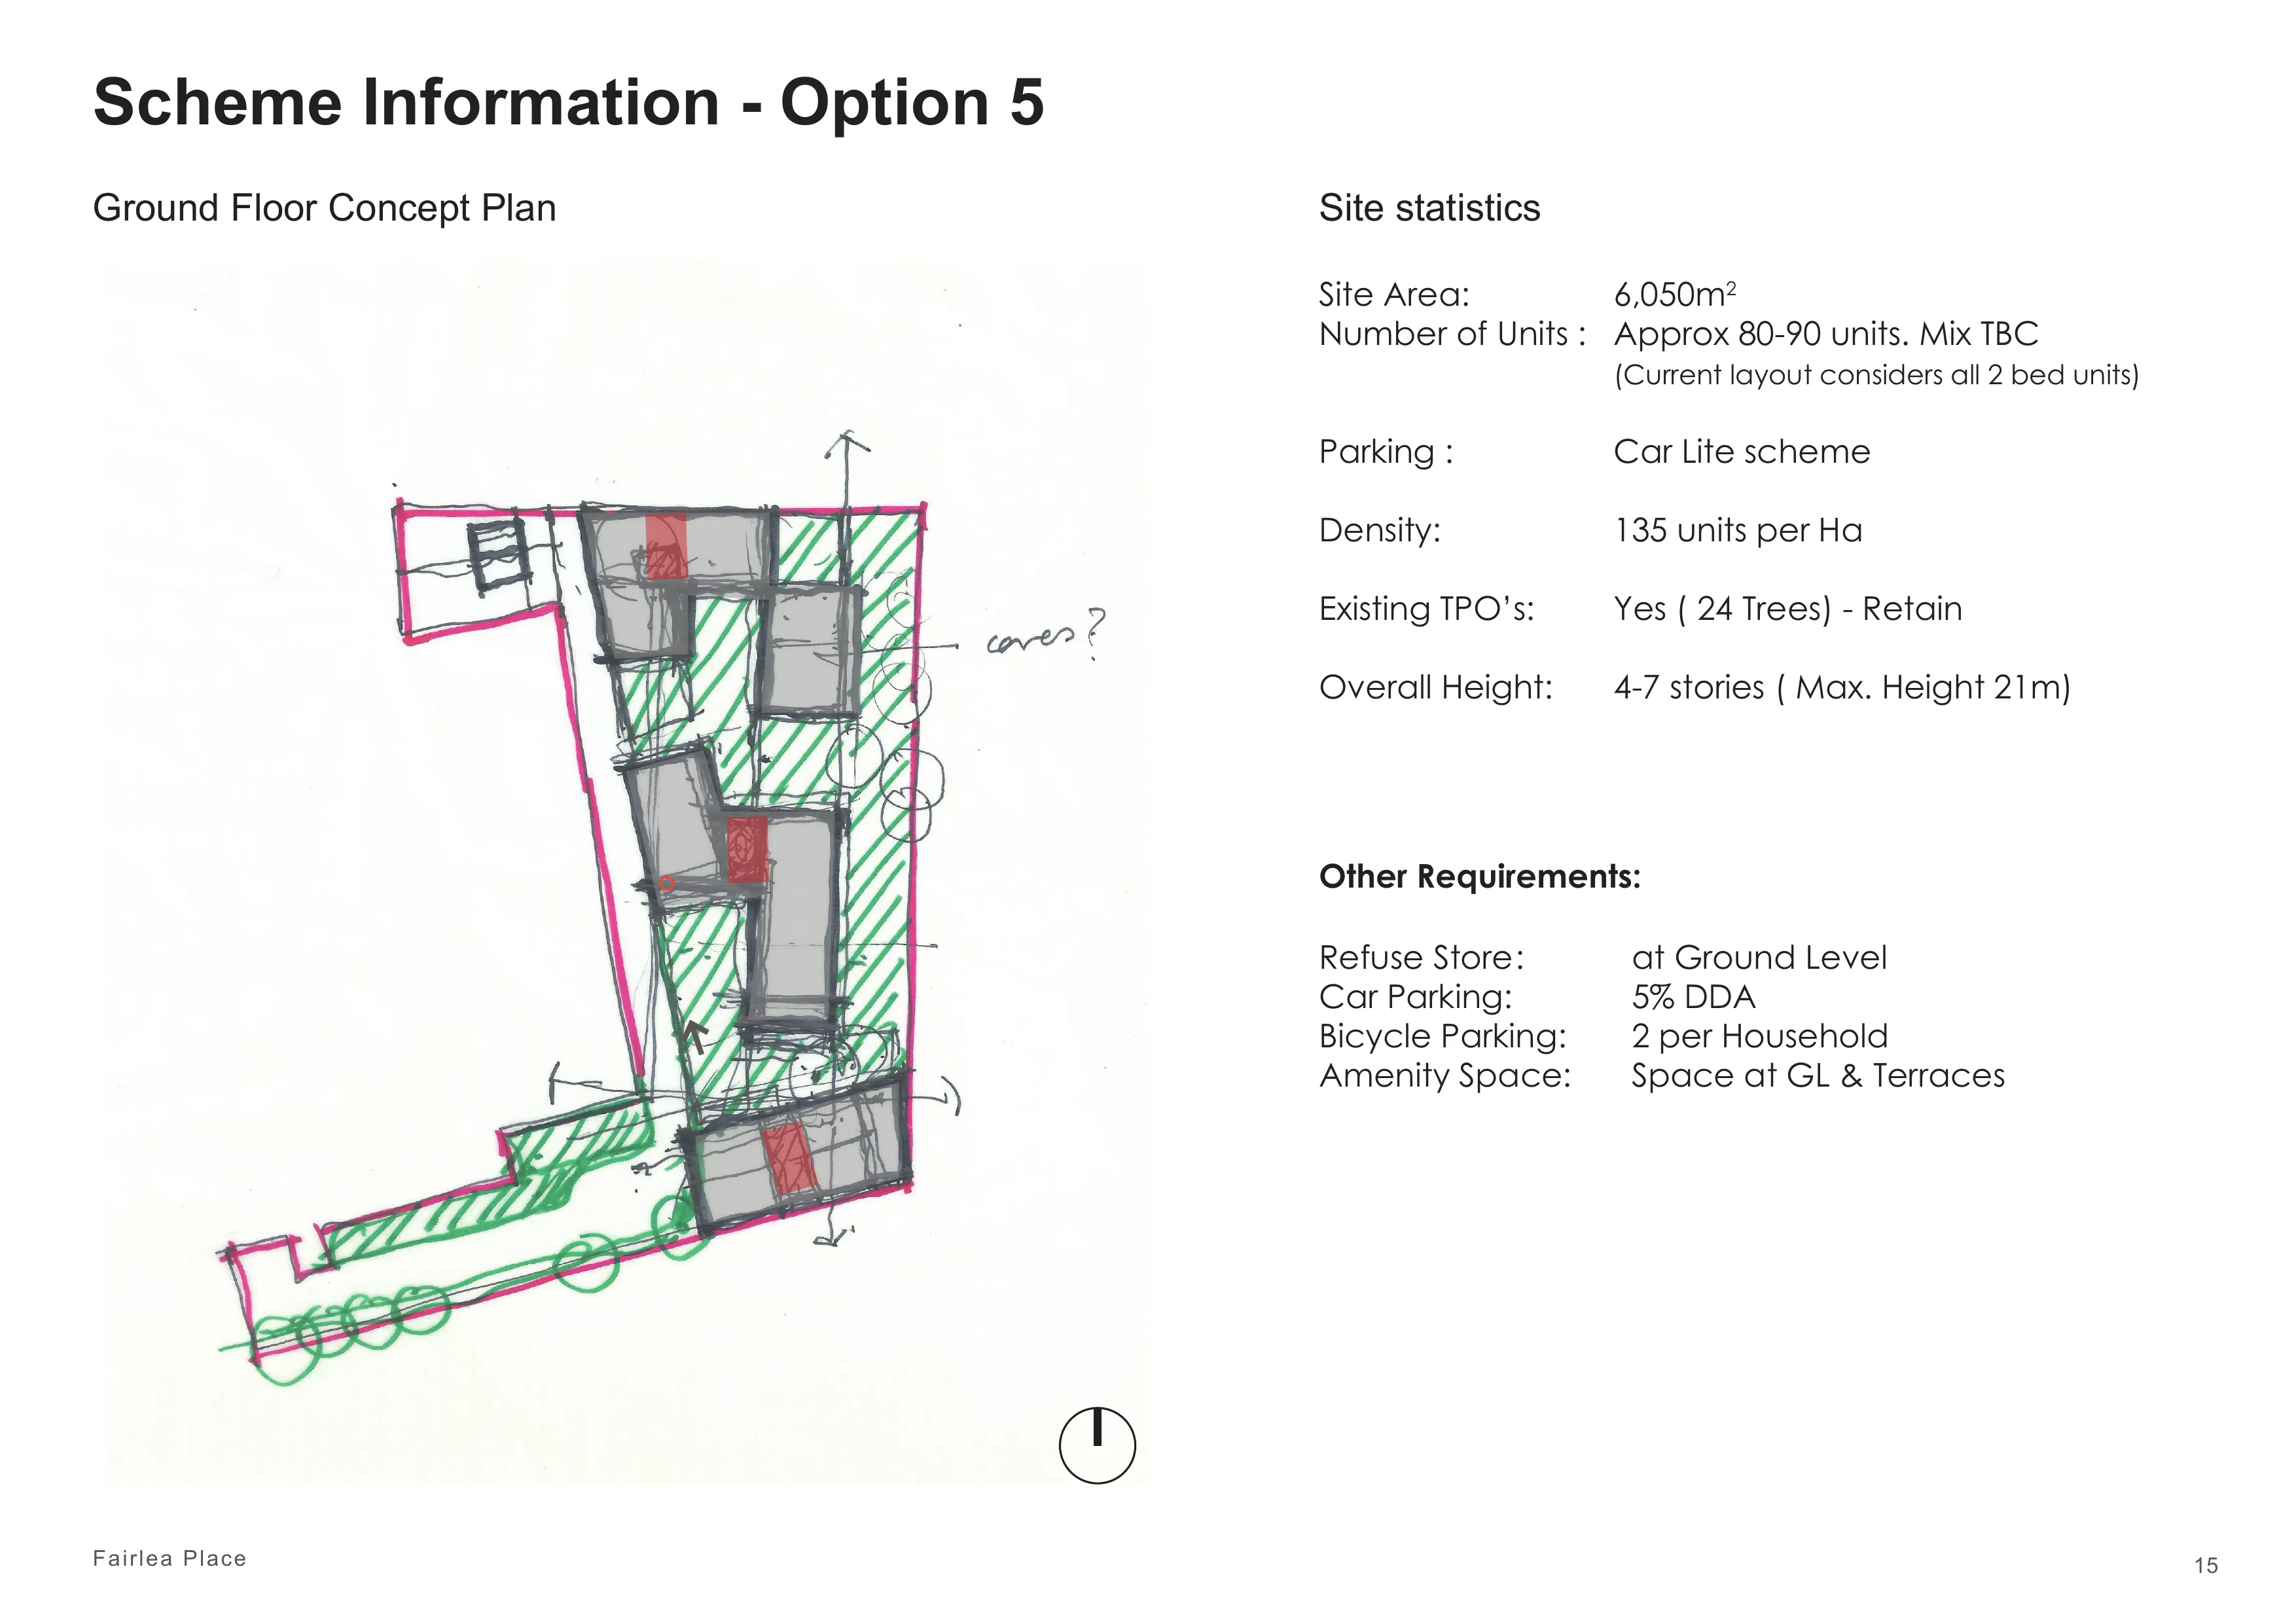 Scheme Information - Option 5
Ground Floor Concept Plan
Site statistics
Site Area: 6,050m²
Number of Units : Approx 80-90 units. Mix TBC
(Current layout considers all 2 bed units)
Parking : Car Lite scheme
Density: 135 units per Ha
Existing TPO's: Yes ( 24 Trees) - Retain
Overall Height: 4-7 stories ( Max. Height 21m)
Other Requirements:
Refuse Store: at Ground Level
Car Parking: 5% DDA
Bicycle Parking: 2 per Household
Amenity Space: Space at GL & Terraces
Fairlea Place
15